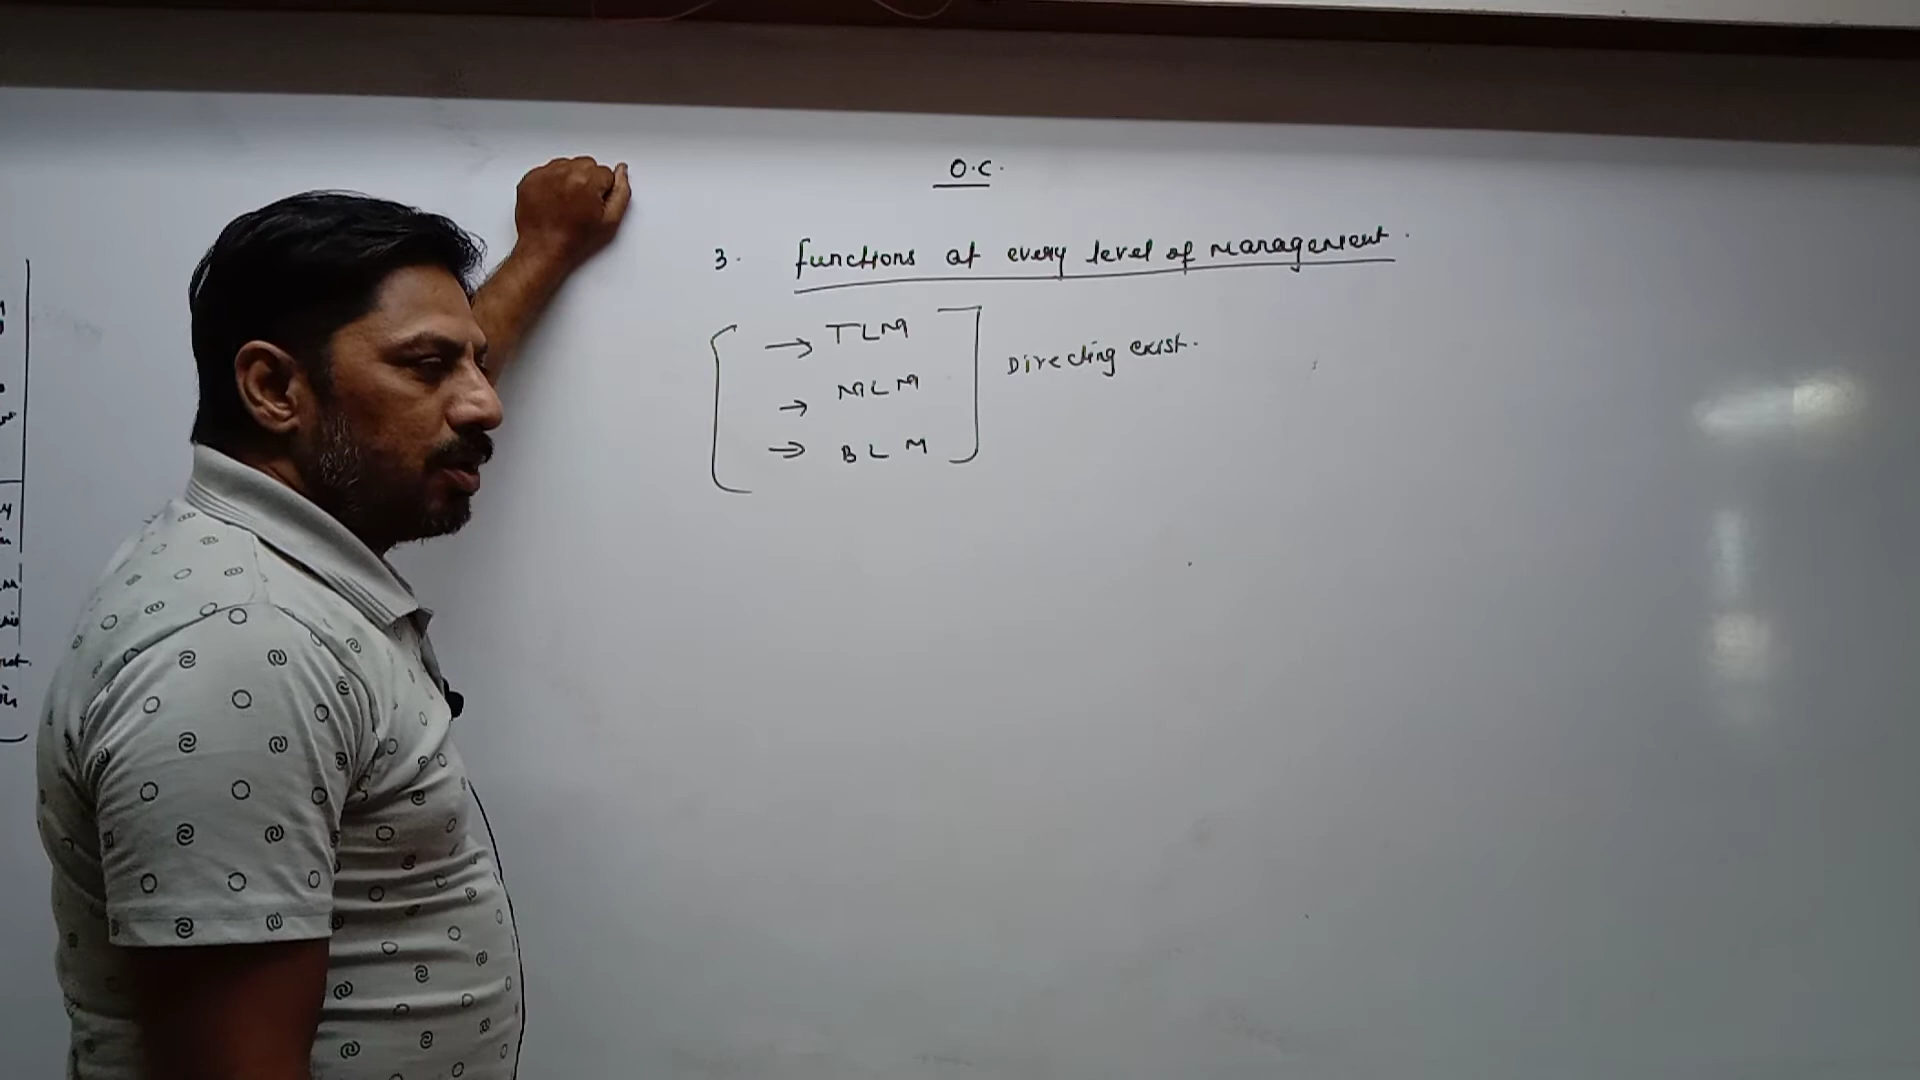 O.C.
3. functions at every level of management.
→ TLM
Directing exist.
→ MLM
→ BLM